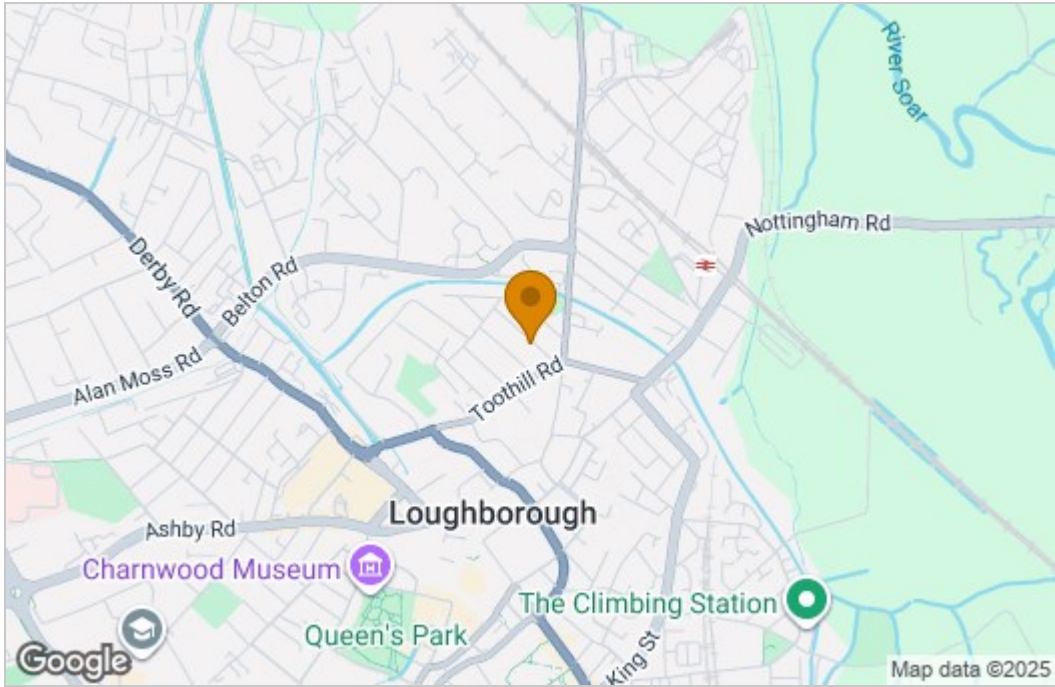 River Soar
Nottingham Rd
Derby Rd
Belton Rd
Alan Moss Rd
Toothill Rd
Loughborough
Ashby Rd
Charnwood Museum
The Climbing Station
Queen's Park
King St
Google
Map data ©2025